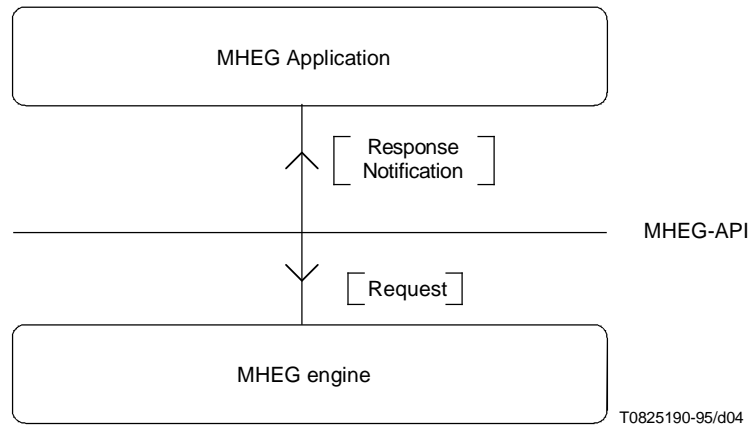 MHEG Application
Response
Notification
MHEG-API
Request
MHEG engine
T0825190-95/d04